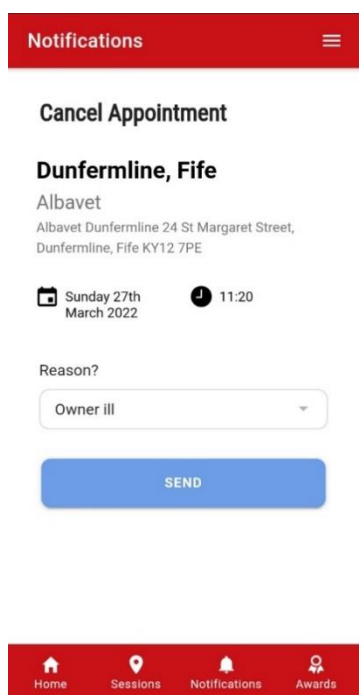 Notifications
Cancel Appointment
Dunfermline, Fife
Albavet
Albavet Dunfermline 24 St Margaret Street,
Dunfermline, Fife KY12 7PE
Sunday 27th
March 2022
11:20
Reason?
Owner ill
SEND
Home Sessions Notifications Awards